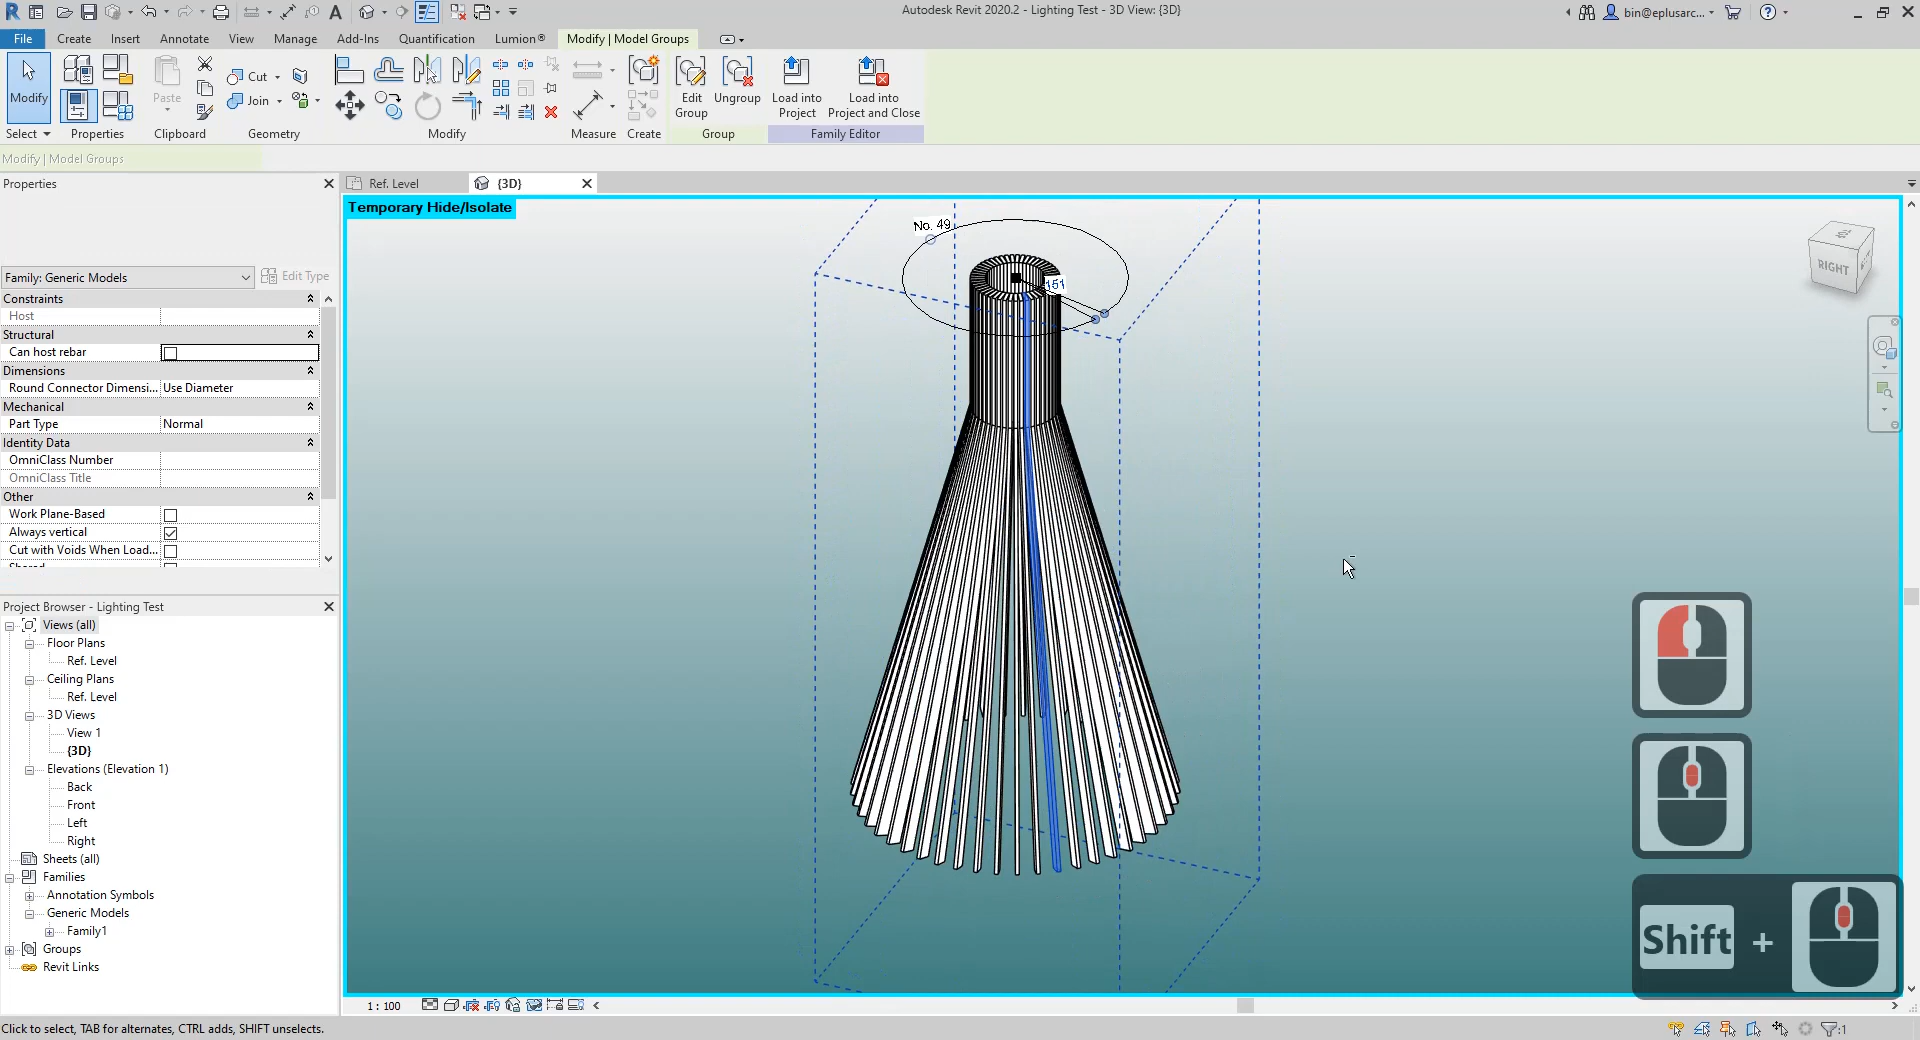 Autodesk Revit 2020.2 - Lighting Test - 3D View: {3D}
bin@eplusarc...
File Create Insert Annotate View Manage Add-Ins Quantification Lumion® Modify | Model Groups
Modify
Paste
Cut
Join
Edit Group
Ungroup
Load into Project
Load into Project and Close
Select Properties Clipboard Geometry Modify Measure Create Group Family Editor
Modify | Model Groups
Properties
Ref. Level
{3D}
Temporary Hide/Isolate
No. 49
151
RIGHT
Family: Generic Models
Edit Type
Constraints
Host
Structural
Can host rebar
Dimensions
Round Connector Dimensi... Use Diameter
Mechanical
Part Type Normal
Identity Data
OmniClass Number
OmniClass Title
Other
Work Plane-Based
Always vertical
Cut with Voids When Load...
Shared
Project Browser - Lighting Test
Views (all)
Floor Plans
Ref. Level
Ceiling Plans
Ref. Level
3D Views
View 1
{3D}
Elevations (Elevation 1)
Back
Front
Left
Right
Sheets (all)
Families
Annotation Symbols
Generic Models
Family1
Groups
Revit Links
Shift +
1 : 100
Click to select, TAB for alternates, CTRL adds, SHIFT unselects.
:1